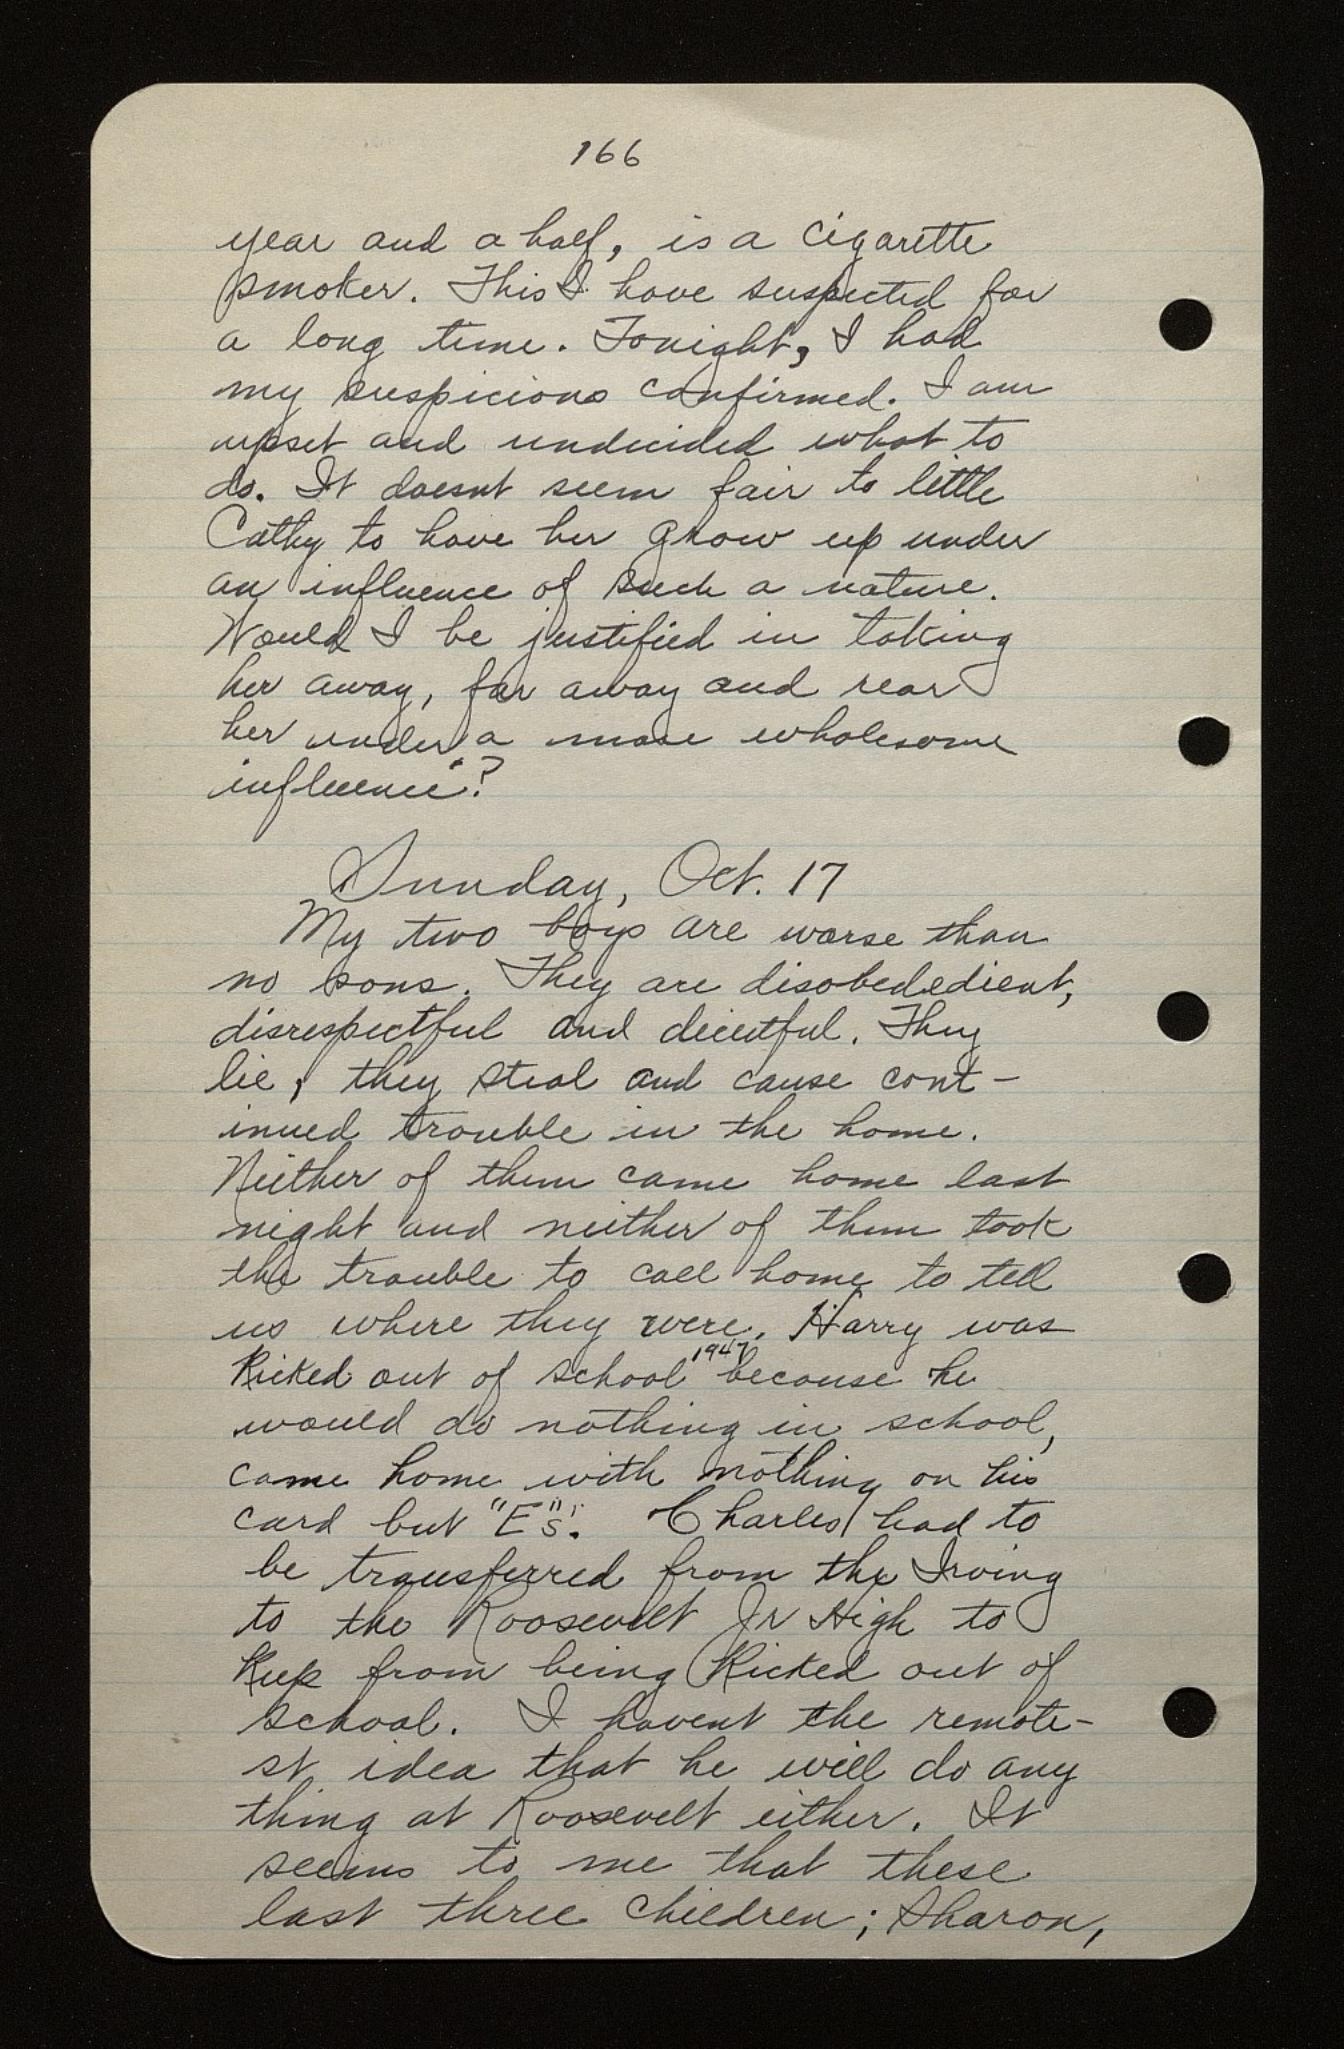 166
year and a half, is a cigarette
smoker. This I have suspected for
a long time. Tonight, I had
my suspicions confirmed. I am
upset and undecided what to
do. It doesnt seem fair to little
Cathy to have her grow up under
an influence of such a nature.
Would I be justified in taking
her away, far away and rear
her under a more wholesome
influence?
Sunday, Oct. 17
My two boys are worse than
no sons. They are disobededient,
disrespectful and deceitful. They
lie, they steal and cause cont-
inued trouble in the home.
Neither of them came home last
night and neither of them took
the trouble to call home to tell
us where they were. Harry was
kicked out of school 1947 because he
would do nothing in school,
came home with nothing on his
card but "E"s'. Charles had to
be transferred from the Irving
to the Roosevelt Jr High to
keep from being kicked out of
school. I havent the remote-
st idea that he will do any
thing at Roosevelt either. It
seems to me that these
last three children; Sharon,